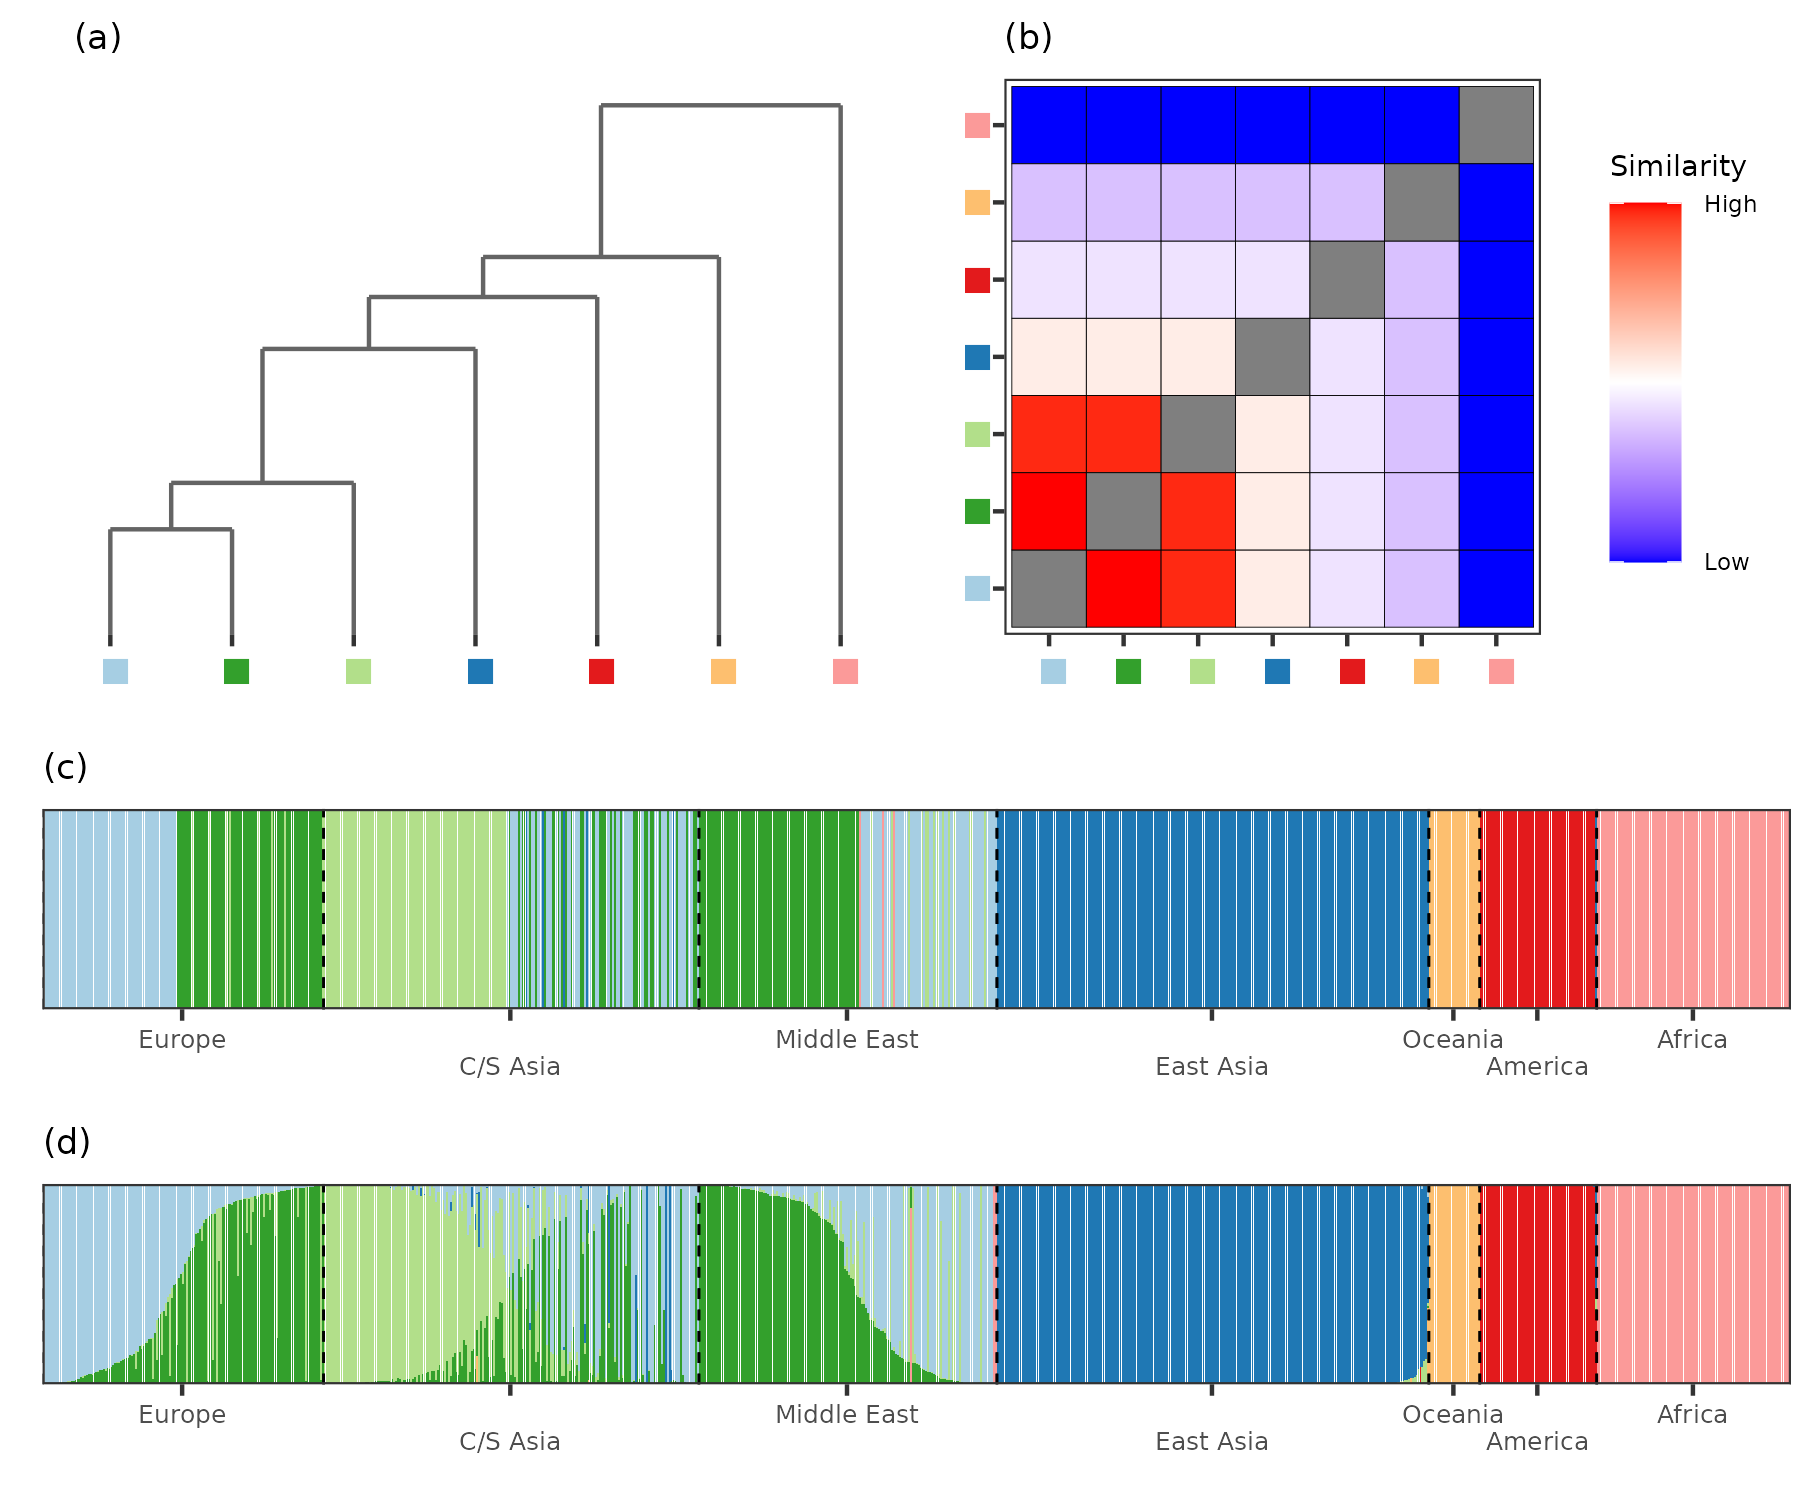 (a)
(b)
Similarity
High
Low
(c)
Europe
C/S Asia
Middle East
East Asia
Oceania
America
Africa
(d)
Europe
C/S Asia
Middle East
East Asia
Oceania
America
Africa